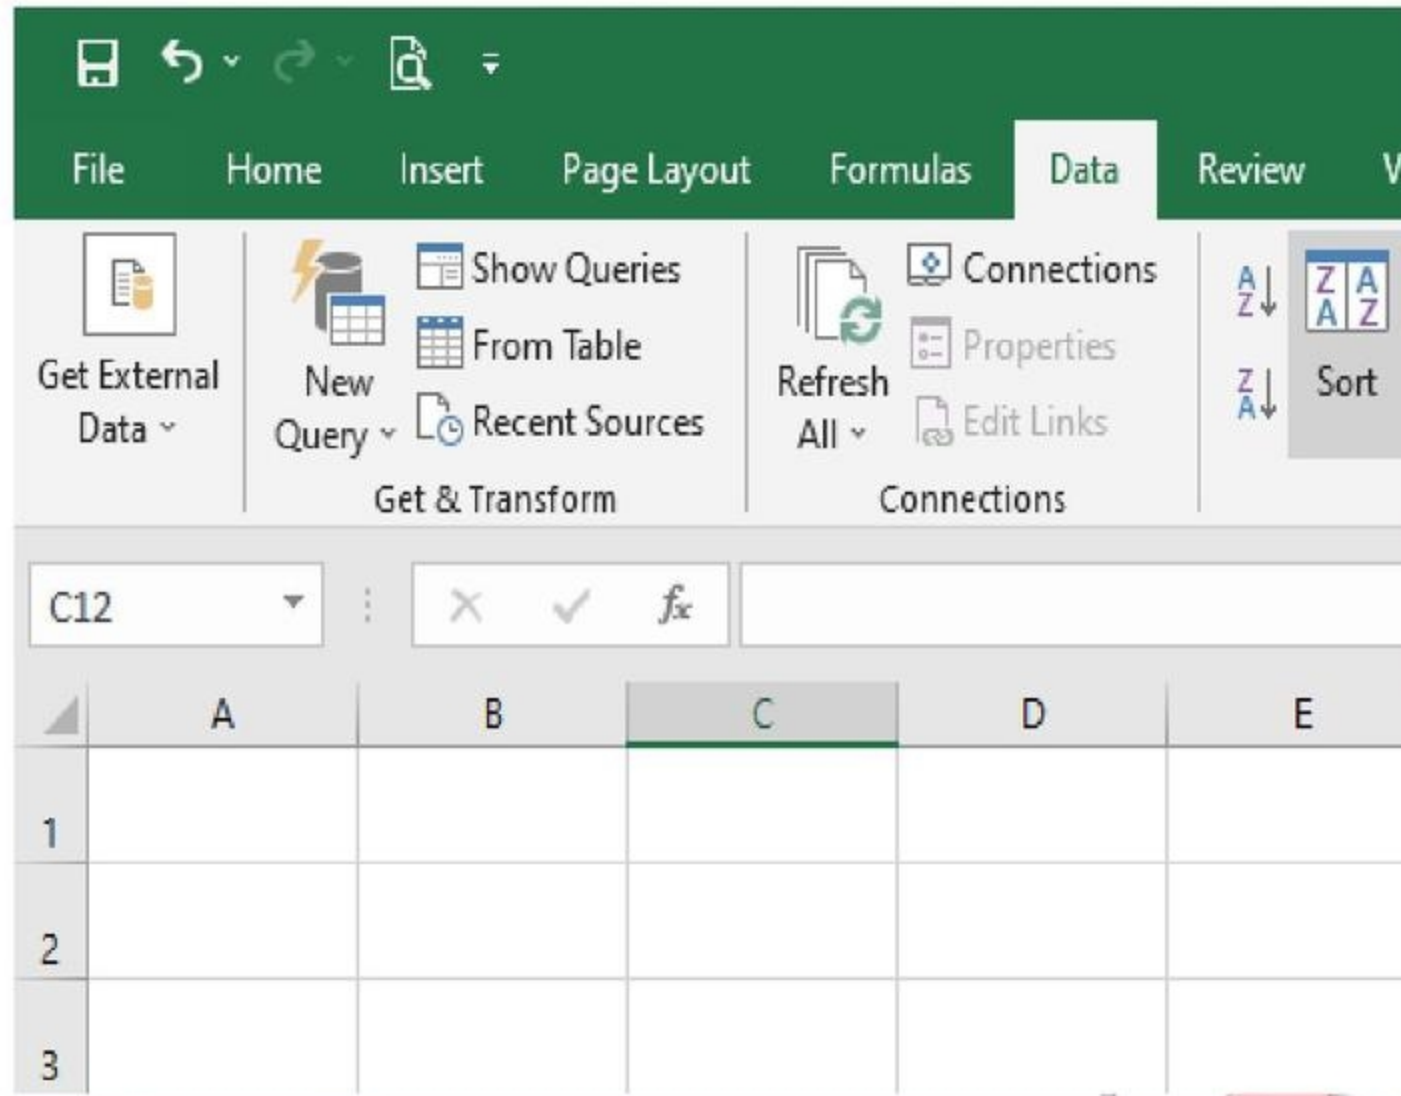 File Home Insert Page Layout Formulas Data Review
Get External
Data
New
Query
Show Queries
From Table
Recent Sources
Get & Transform
Refresh
All
Connections
Properties
Edit Links
Connections
A
Z
Z
A
Z A
A Z
Sort
C12 fx
A B C D E
1
2
3